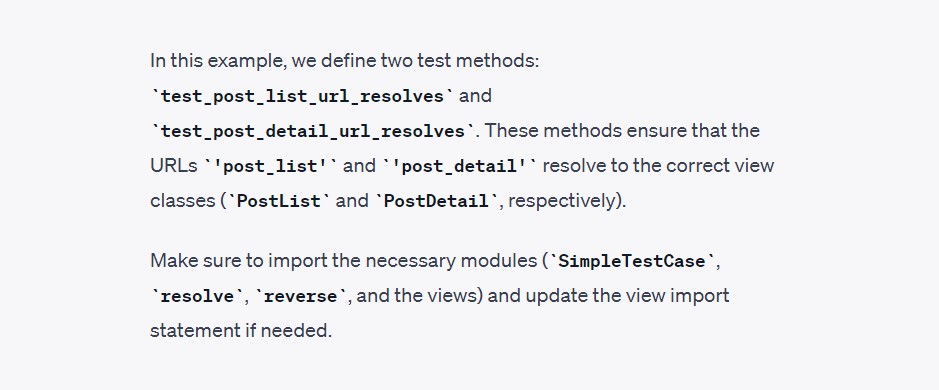 In this example, we define two test methods:
`test_post_list_url_resolves` and
`test_post_detail_url_resolves`. These methods ensure that the
URLs `'post_list'` and `'post_detail'` resolve to the correct view
classes (`PostList` and `PostDetail`, respectively).
Make sure to import the necessary modules (`SimpleTestCase`,
`resolve`, `reverse`, and the views) and update the view import
statement if needed.